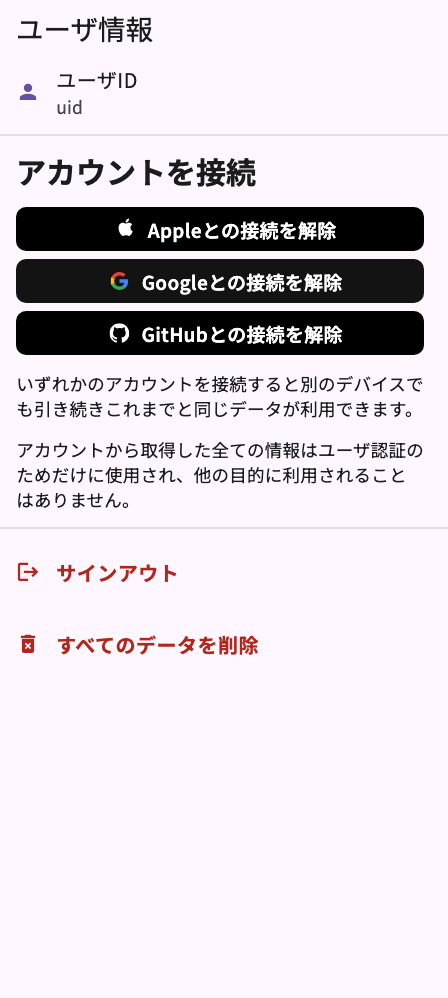 ユーザ情報
ユーザID
uid
アカウントを接続
Appleとの接続を解除
Googleとの接続を解除
GitHubとの接続を解除
いずれかのアカウントを接続すると別のデバイスで
も引き続きこれまでと同じデータが利用できます。
アカウントから取得した全ての情報はユーザ認証の
ためだけに使用され、他の目的に利用されること
はありません。
サインアウト
すべてのデータを削除